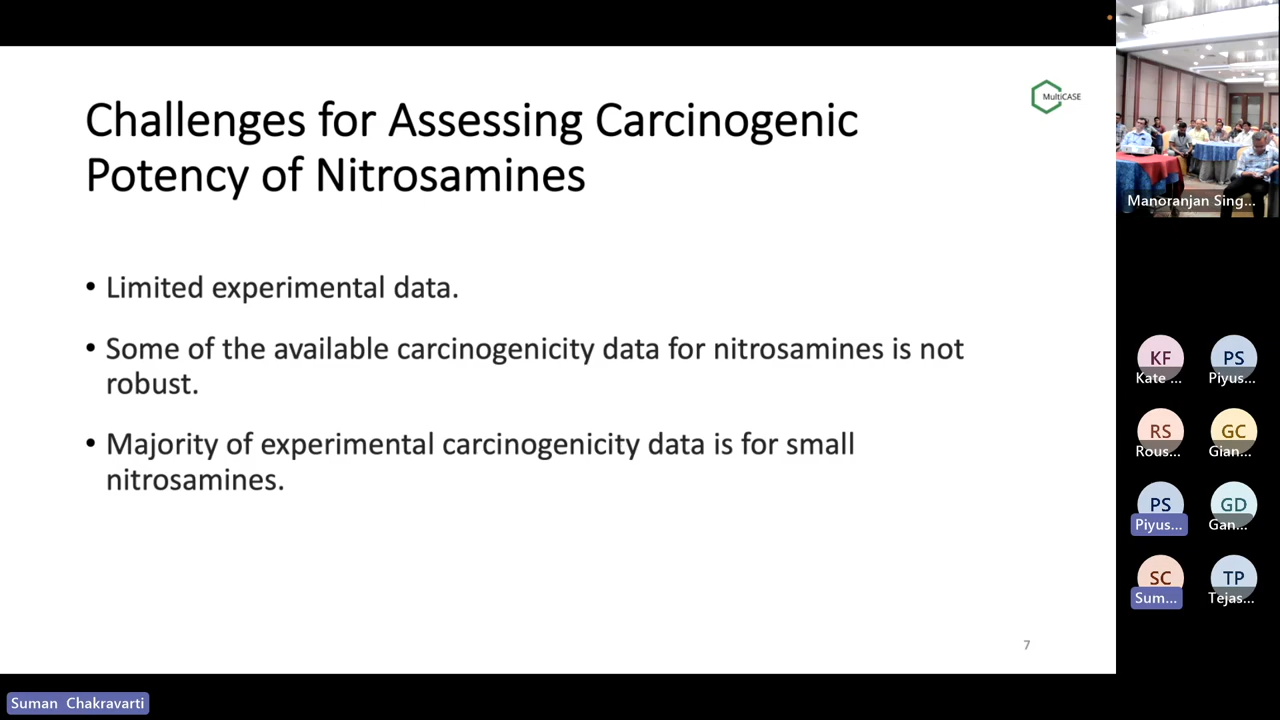 Challenges for Assessing Carcinogenic
Potency of Nitrosamines
MultiCASE
• Limited experimental data.
• Some of the available carcinogenicity data for nitrosamines is not
robust.
• Majority of experimental carcinogenicity data is for small
nitrosamines.
7
Suman Chakravarti
Manoranjan Sing...
KF
Kate ...
PS
Piyus...
RS
Rous...
GC
Gian...
PS
Piyus...
GD
Gan...
SC
Sum...
TP
Tejas...